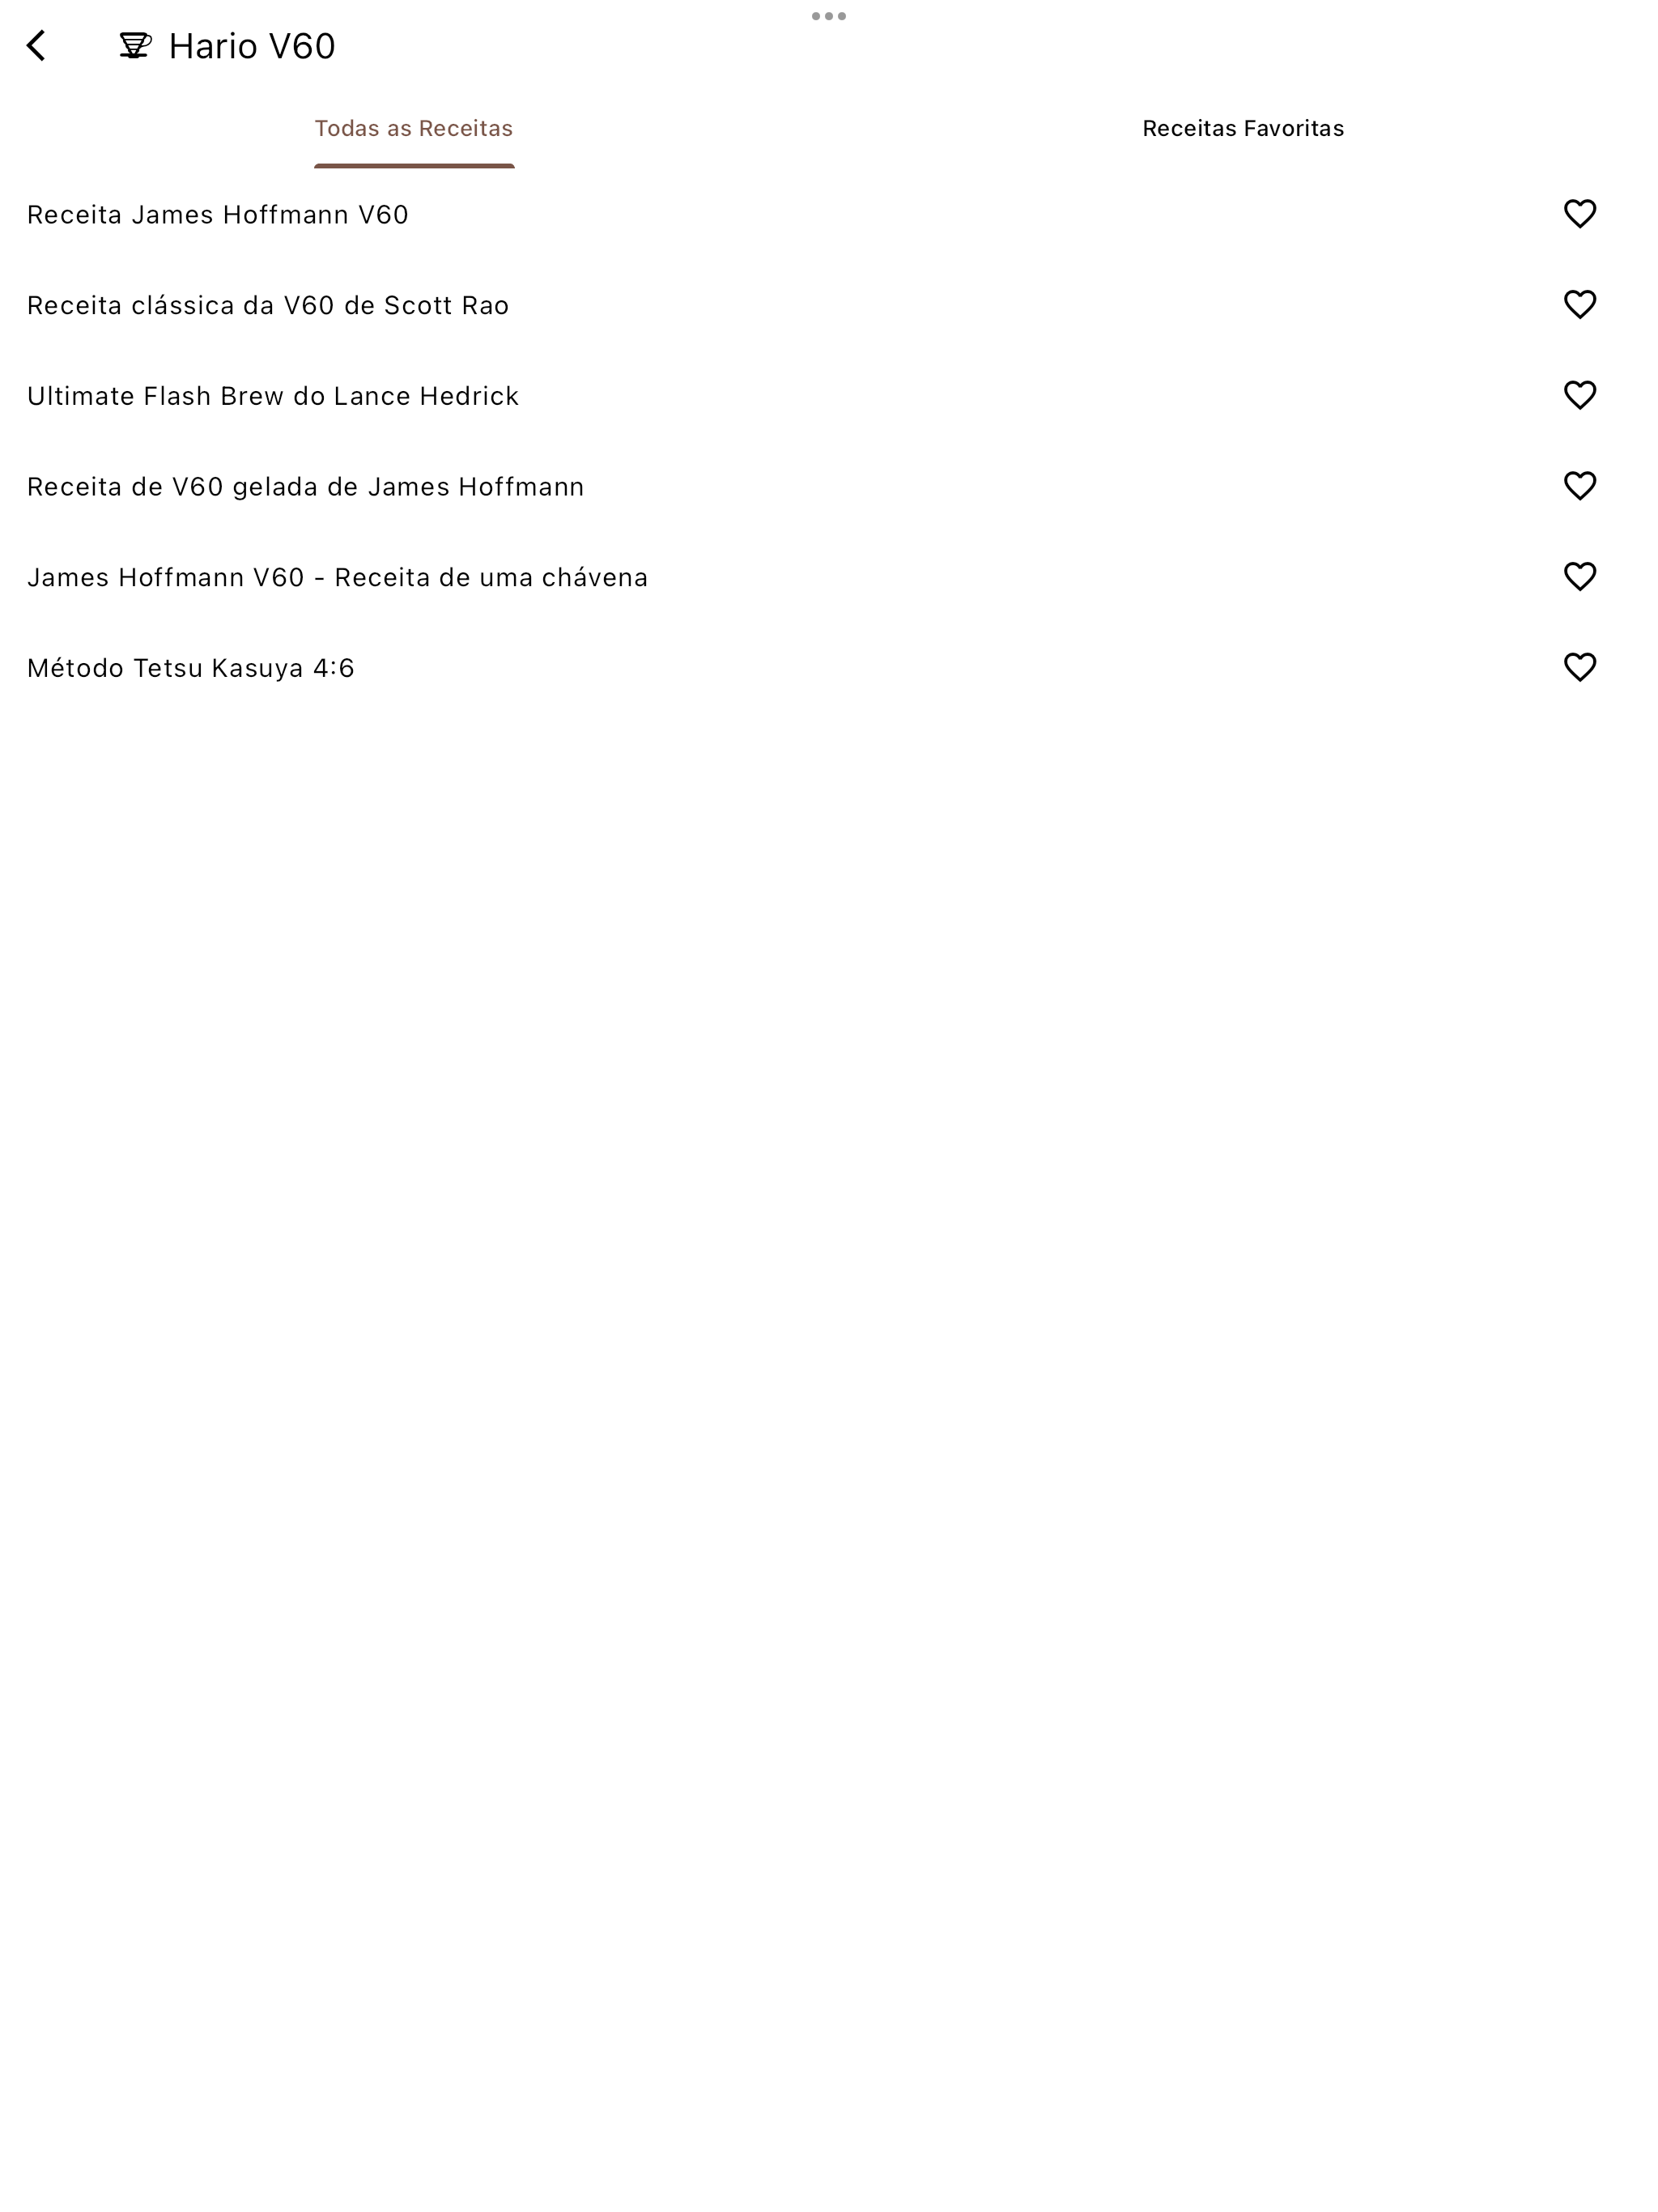 Hario V60
Todas as Receitas
Receitas Favoritas
Receita James Hoffmann V60
Receita clássica da V60 de Scott Rao
Ultimate Flash Brew do Lance Hedrick
Receita de V60 gelada de James Hoffmann
James Hoffmann V60 - Receita de uma chávena
Método Tetsu Kasuya 4:6